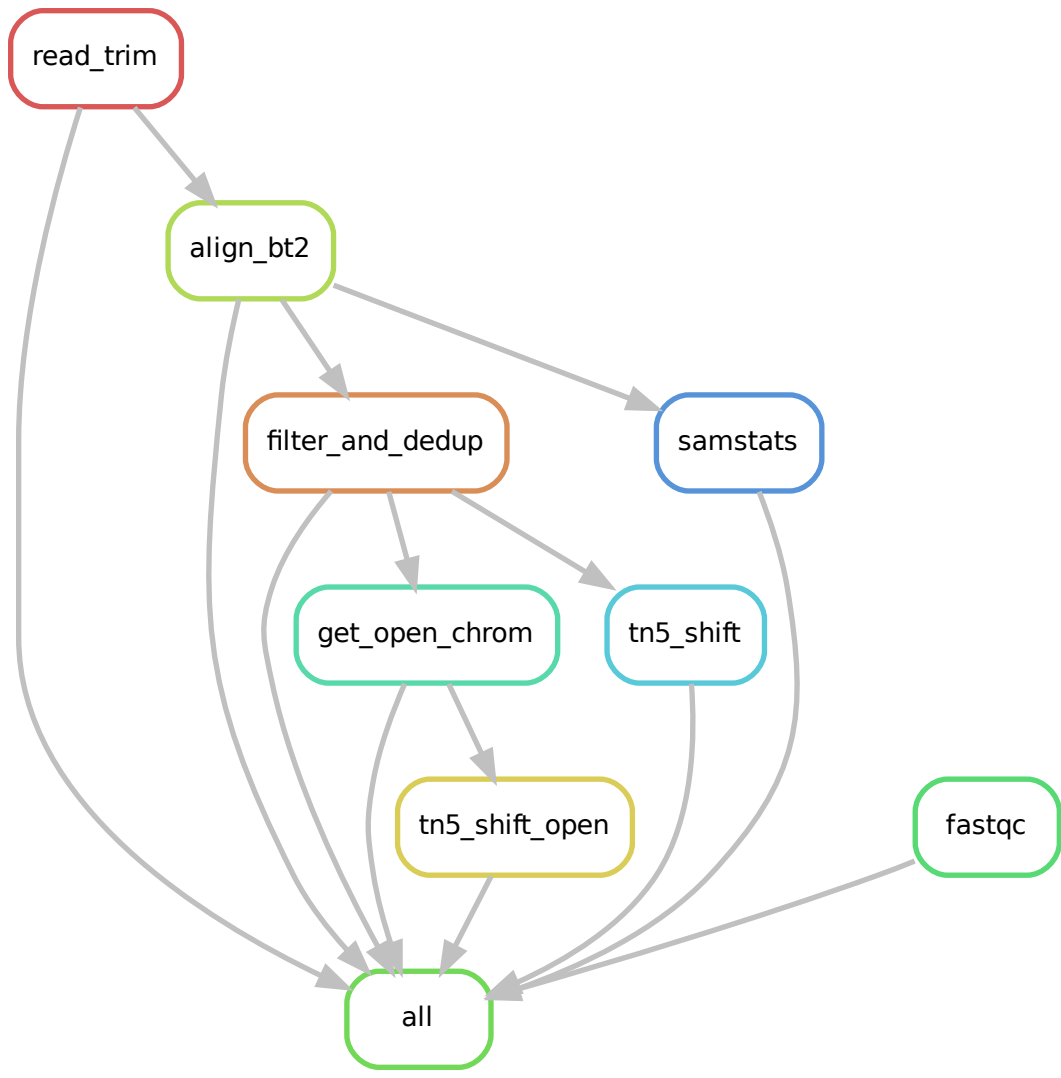 read_trim
align_bt2
filter_and_dedup
samstats
get_open_chrom
tn5_shift
tn5_shift_open
fastqc
all